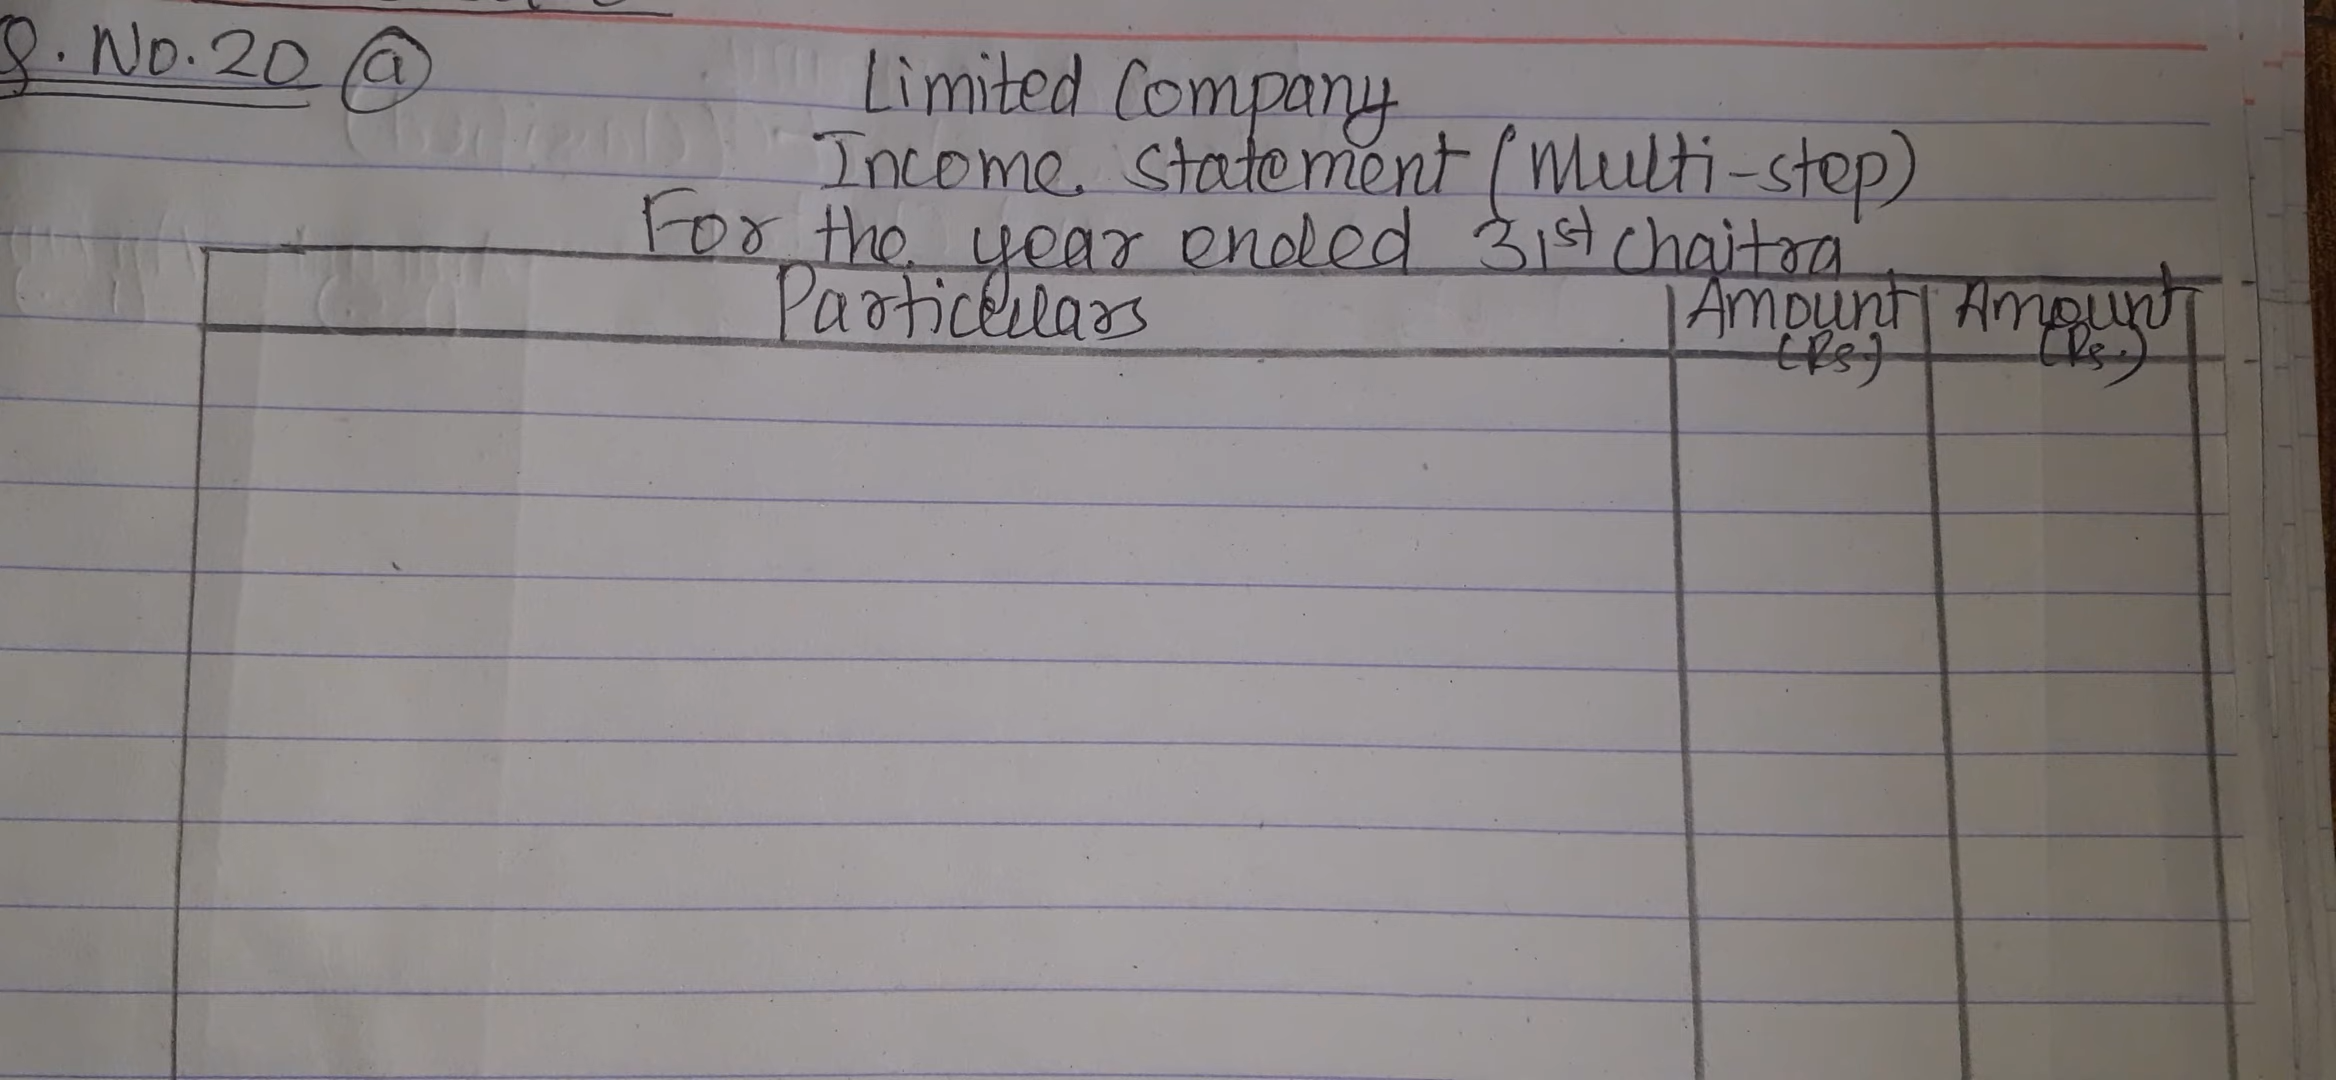 Q. No. 20 (a)
Limited Company
Income Statement (Multi-step)
For the year ended 31st Chaitra
Particulars Amount (Rs.) Amount (Rs.)